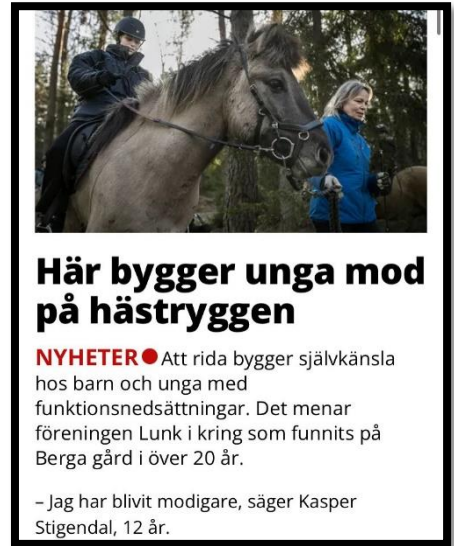 Här bygger unga mod
på hästryggen
NYHETER●Att rida bygger självkänsla
hos barn och unga med
funktionsnedsättningar. Det menar
föreningen Lunk i kring som funnits på
Berga gård i över 20 år.
– Jag har blivit modigare, säger Kasper
Stigendal, 12 år.